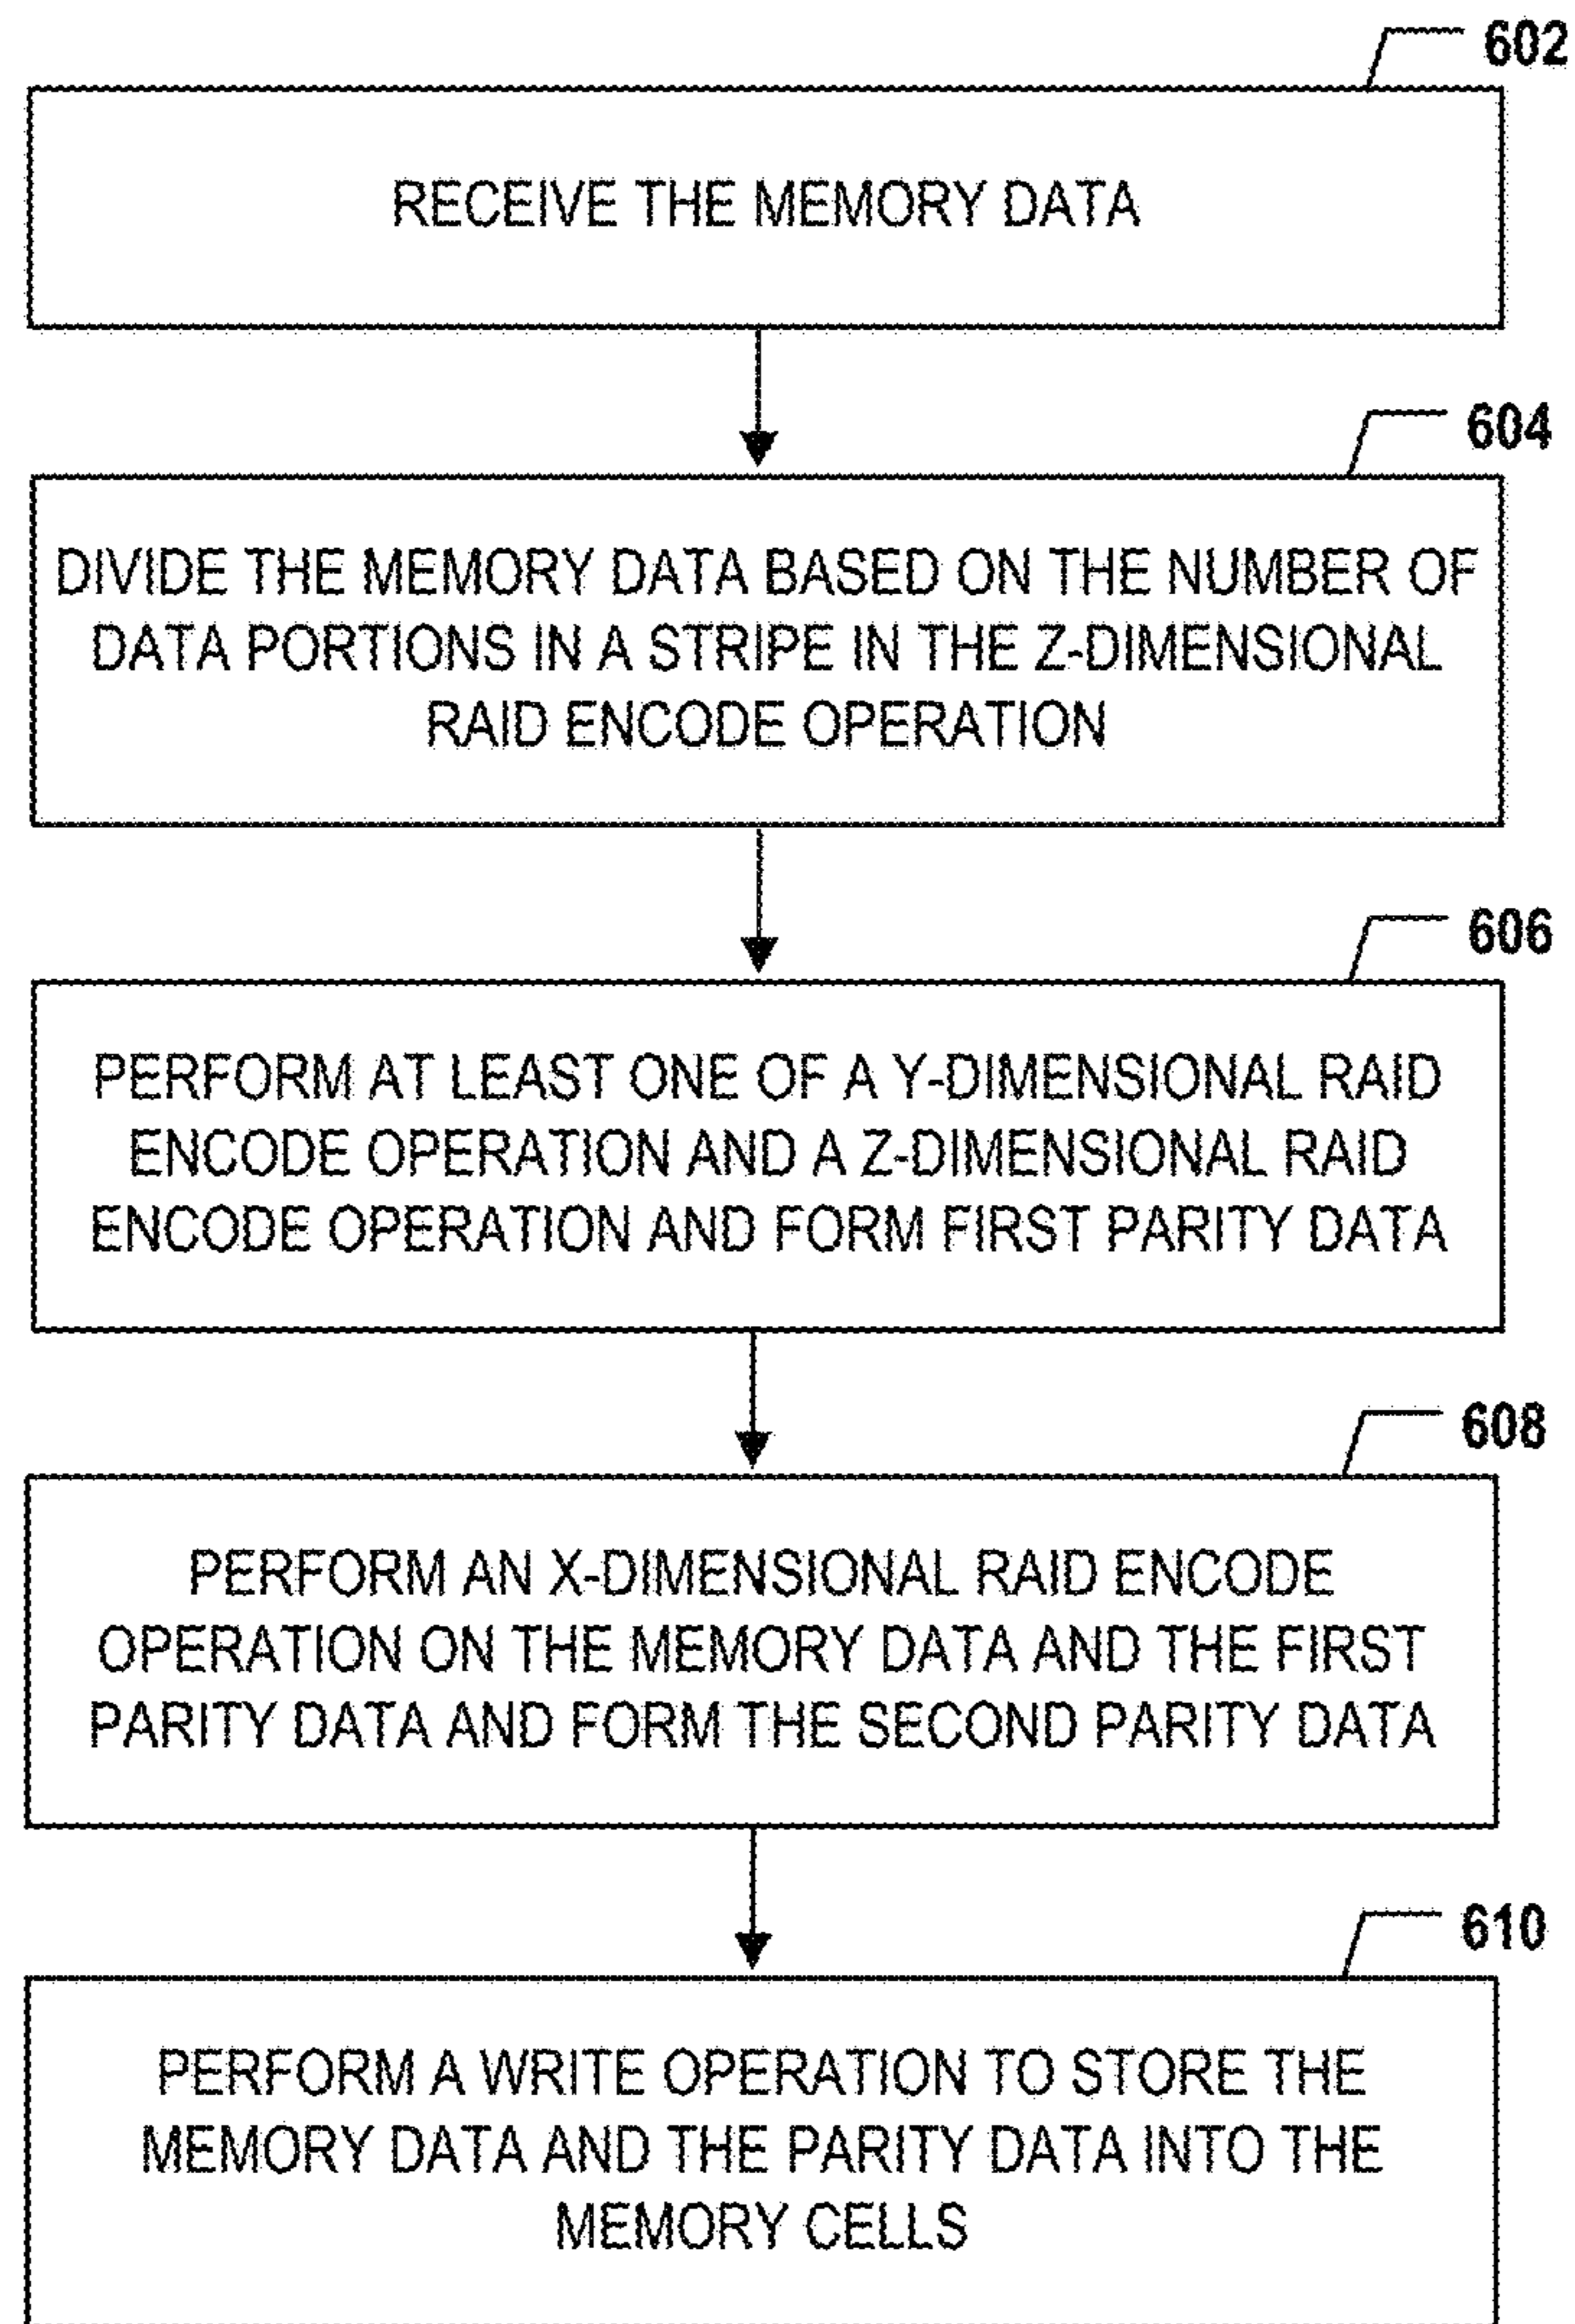 602
RECEIVE THE MEMORY DATA
604
DIVIDE THE MEMORY DATA BASED ON THE NUMBER OF
DATA PORTIONS IN A STRIPE IN THE Z-DIMENSIONAL
RAID ENCODE OPERATION
606
PERFORM AT LEAST ONE OF A Y-DIMENSIONAL RAID
ENCODE OPERATION AND A Z-DIMENSIONAL RAID
ENCODE OPERATION AND FORM FIRST PARITY DATA
608
PERFORM AN X-DIMENSIONAL RAID ENCODE
OPERATION ON THE MEMORY DATA AND THE FIRST
PARITY DATA AND FORM THE SECOND PARITY DATA
610
PERFORM A WRITE OPERATION TO STORE THE
MEMORY DATA AND THE PARITY DATA INTO THE
MEMORY CELLS